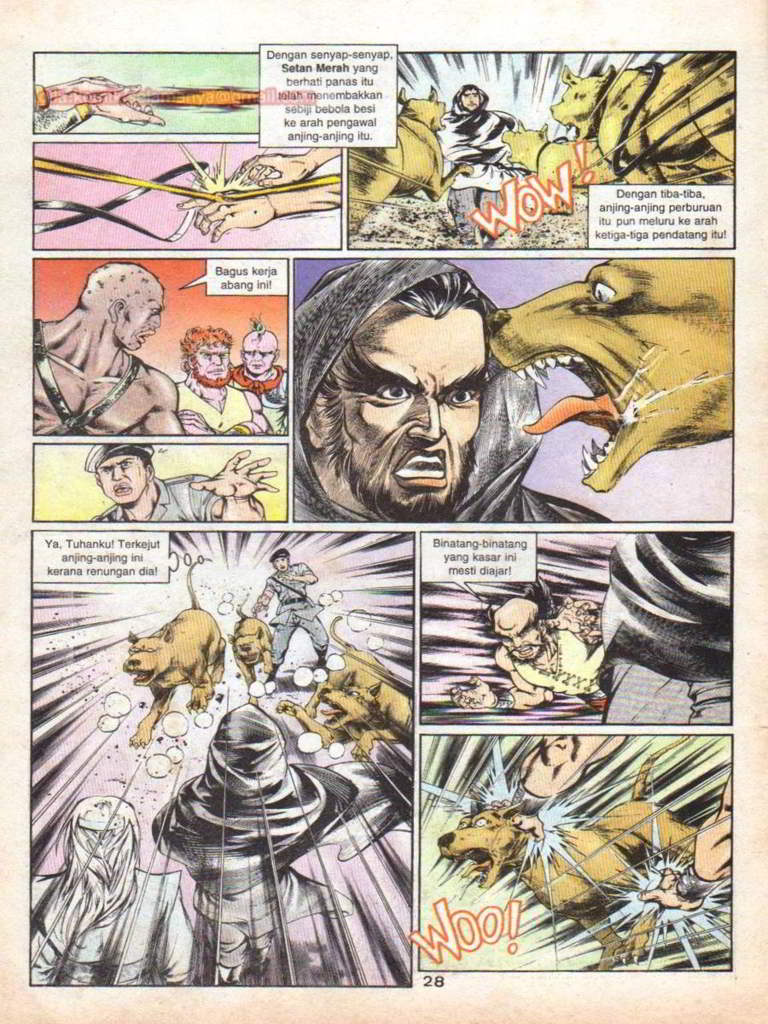 Dengan senyap-senyap,
Setan Merah yang
berhati panas itu
telah menembakkan
sebiji bebola besi
ke arah pengawal
anjing-anjing itu.
WOW!
Dengan tiba-tiba,
anjing-anjing perburuan
itu pun meluru ke arah
ketiga-tiga pendatang itu!
Bagus kerja
abang ini!
Ya, Tuhanku! Terkejut
anjing-anjing ini
kerana renungan dia!
Binatang-binatang
yang kasar ini
mesti diajar!
WOO!
28